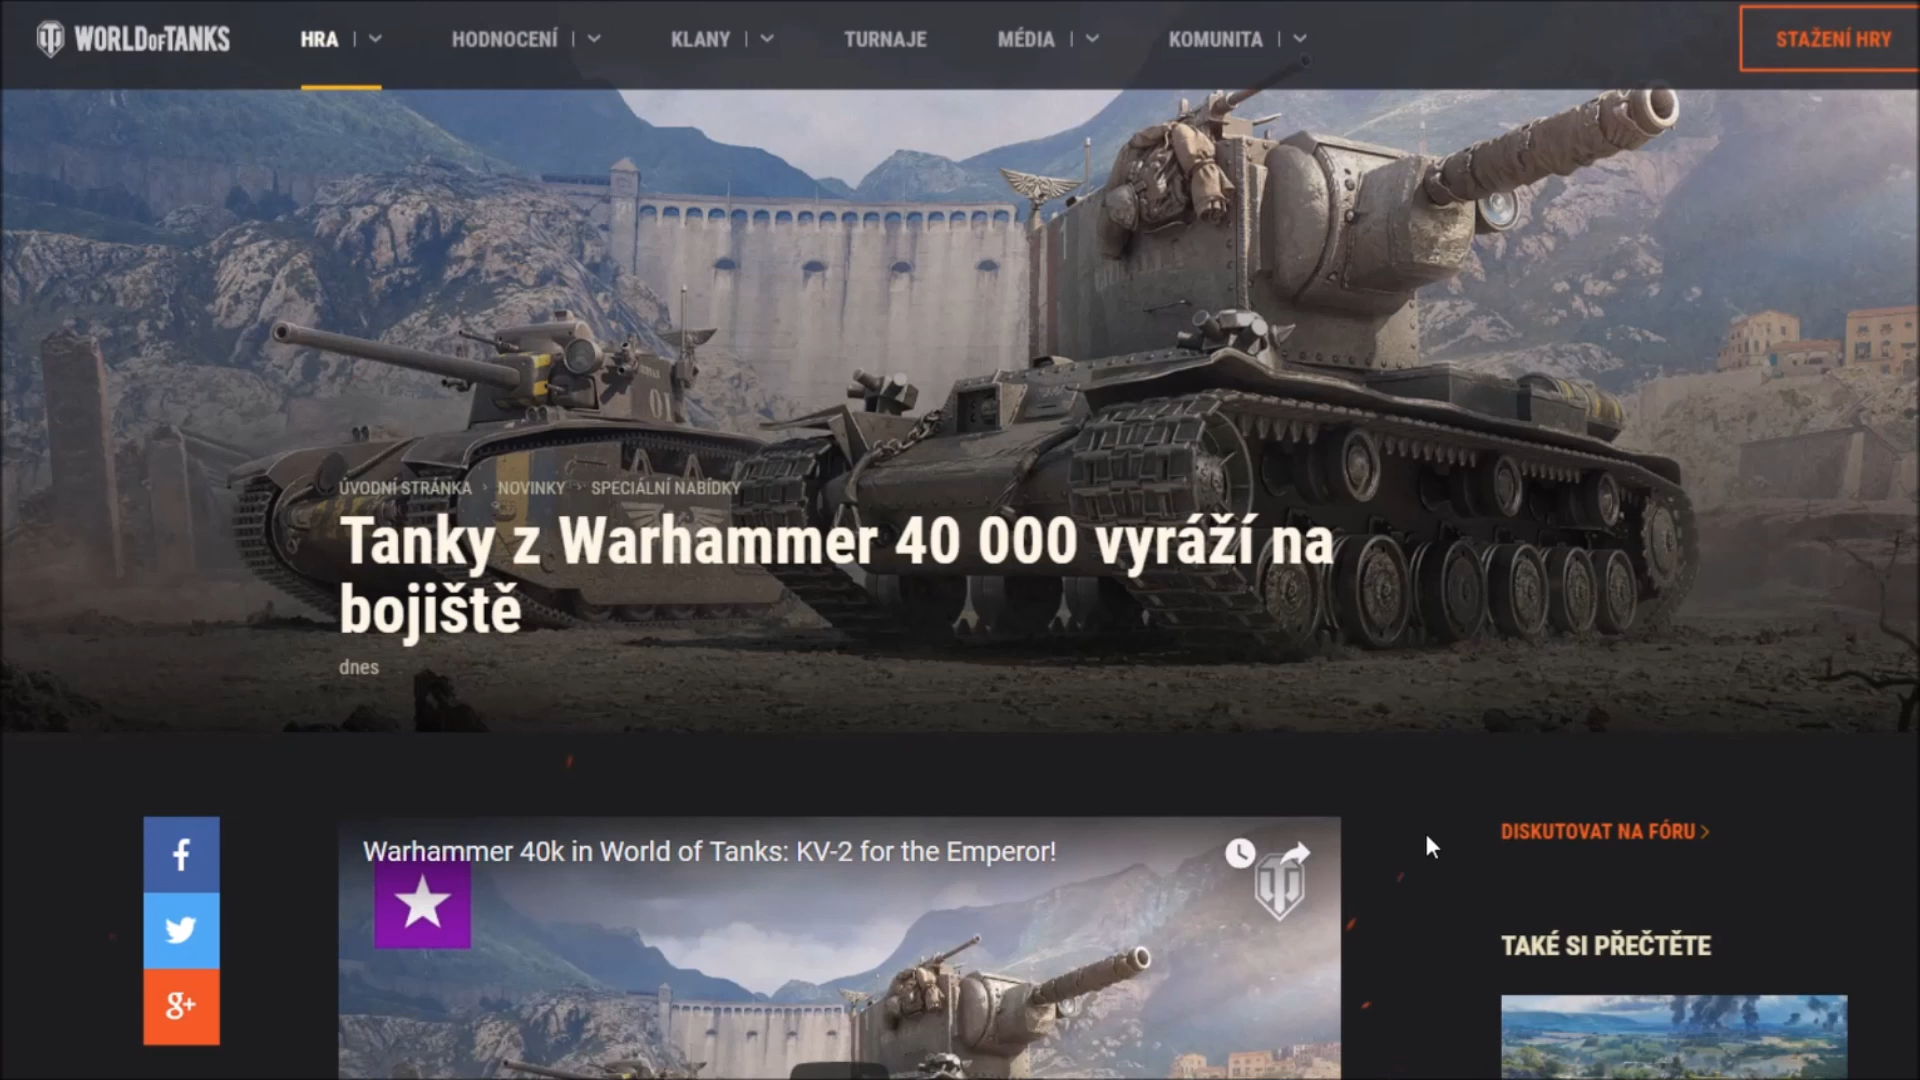 WORLD OF TANKS
HRA
HODNOCENÍ
KLANY
TURNAJE
MÉDIA
KOMUNITA
STAŽENÍ HRY
01
ÚVODNÍ STRÁNKA
NOVINKY
SPECIÁLNÍ NABÍDKY
Tanky z Warhammer 40 000 vyráží na
bojiště
dnes
f
g+
Warhammer 40k in World of Tanks: KV-2 for the Emperor!
DISKUTOVAT NA FÓRU
TAKÉ SI PŘEČTĚTE